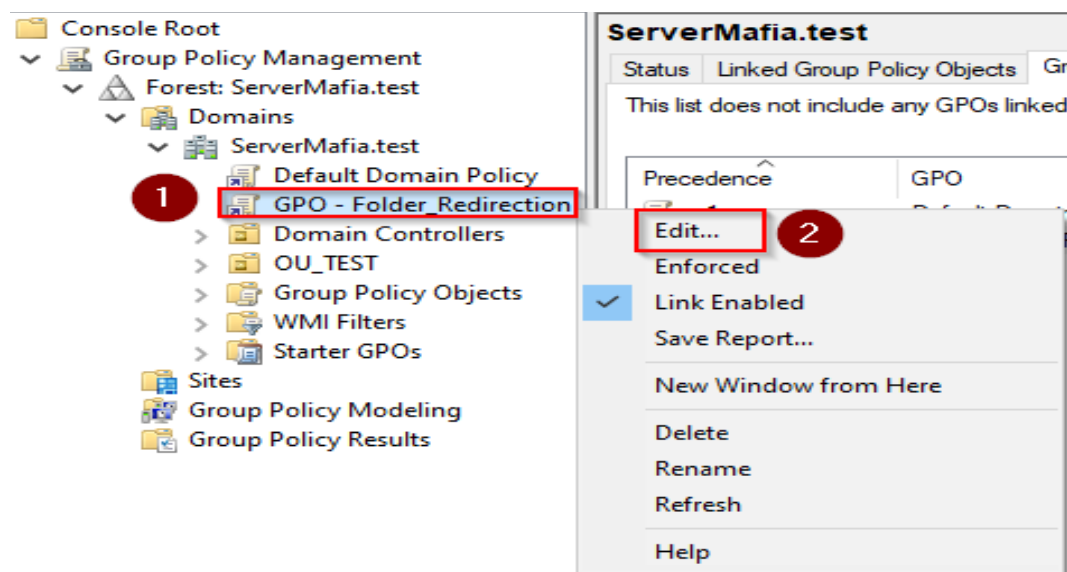 Console Root
Group Policy Management
Forest: ServerMafia.test
Domains
ServerMafia.test
Default Domain Policy
1
GPO - Folder_Redirection
Domain Controllers
OU_TEST
Group Policy Objects
WMI Filters
Starter GPOs
Sites
Group Policy Modeling
Group Policy Results
ServerMafia.test
Status Linked Group Policy Objects Gr
This list does not include any GPOs linked
Precedence GPO
Edit... 2
Enforced
Link Enabled
Save Report...
New Window from Here
Delete
Rename
Refresh
Help